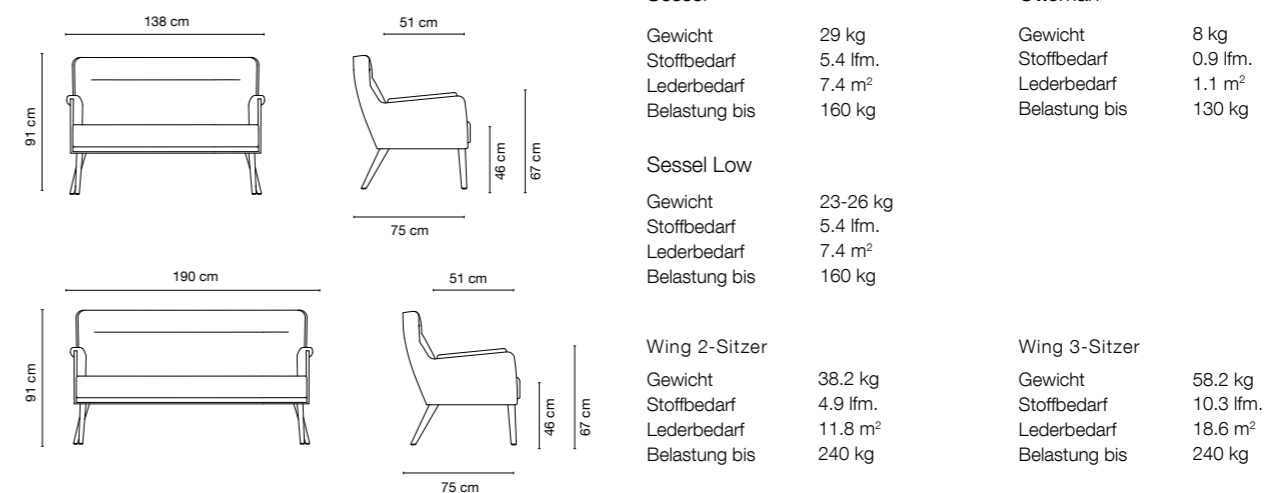 138 cm
51 cm
91 cm
46 cm
67 cm
75 cm
190 cm
51 cm
91 cm
46 cm
67 cm
75 cm
Gewicht 29 kg
Stoffbedarf 5.4 lfm.
Lederbedarf 7.4 m²
Belastung bis 160 kg
Gewicht 8 kg
Stoffbedarf 0.9 lfm.
Lederbedarf 1.1 m²
Belastung bis 130 kg
Sessel Low
Gewicht 23-26 kg
Stoffbedarf 5.4 lfm.
Lederbedarf 7.4 m²
Belastung bis 160 kg
Wing 2-Sitzer
Gewicht 38.2 kg
Stoffbedarf 4.9 lfm.
Lederbedarf 11.8 m²
Belastung bis 240 kg
Wing 3-Sitzer
Gewicht 58.2 kg
Stoffbedarf 10.3 lfm.
Lederbedarf 18.6 m²
Belastung bis 240 kg